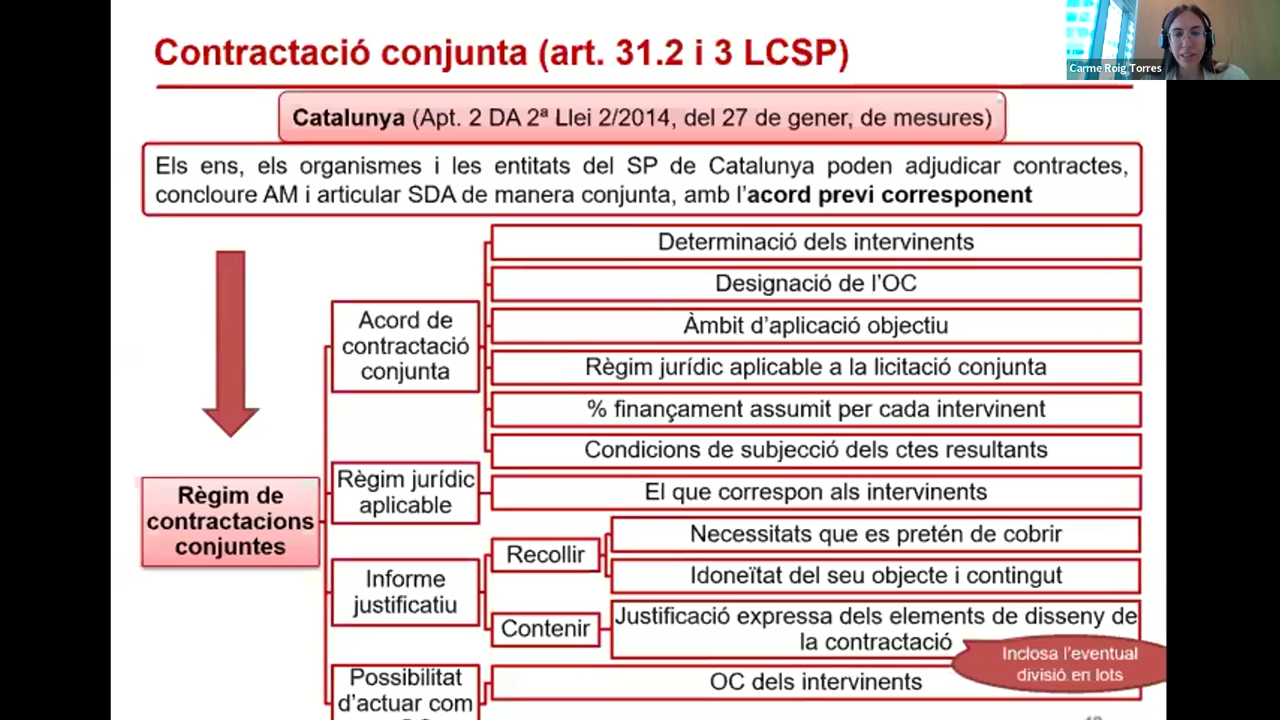 Contractació conjunta (art. 31.2 i 3 LCSP)
Carme Roig Torres
Catalunya (Apt. 2 DA 2ª Llei 2/2014, del 27 de gener, de mesures)
Els ens, els organismes i les entitats del SP de Catalunya poden adjudicar contractes,
concloure AM i articular SDA de manera conjunta, amb l'acord previ corresponent
Règim de
contractacions
conjuntes
Acord de
contractació
conjunta
Determinació dels intervinents
Designació de l'OC
Àmbit d'aplicació objectiu
Règim jurídic aplicable a la licitació conjunta
% finançament assumit per cada intervinent
Condicions de subjecció dels ctes resultants
Règim jurídic
aplicable
El que correspon als intervinents
Informe
justificatiu
Recollir
Necessitats que es pretén de cobrir
Idoneïtat del seu objecte i contingut
Contenir
Justificació expressa dels elements de disseny de
la contractació
Inclosa l'eventual
divisió en lots
Possibilitat
d'actuar com
OC dels intervinents